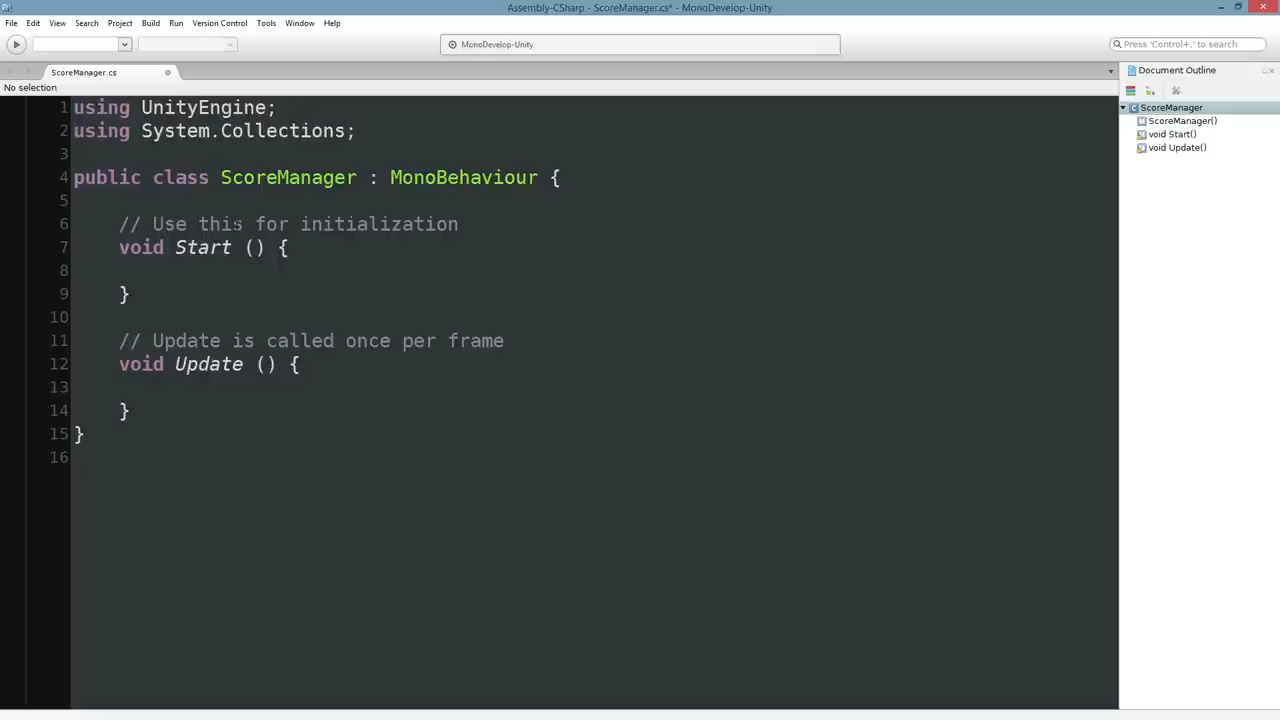 Assembly-CSharp - ScoreManager.cs* - MonoDevelop-Unity
File Edit View Search Project Build Run Version Control Tools Window Help
MonoDevelop-Unity
Press 'Control+,' to search
ScoreManager.cs
No selection
1 using UnityEngine;
2 using System.Collections;
3
4 public class ScoreManager : MonoBehaviour {
5
6 // Use this for initialization
7 void Start () {
8
9 }
10
11 // Update is called once per frame
12 void Update () {
13
14 }
15 }
16
Document Outline
ScoreManager
ScoreManager()
void Start()
void Update()